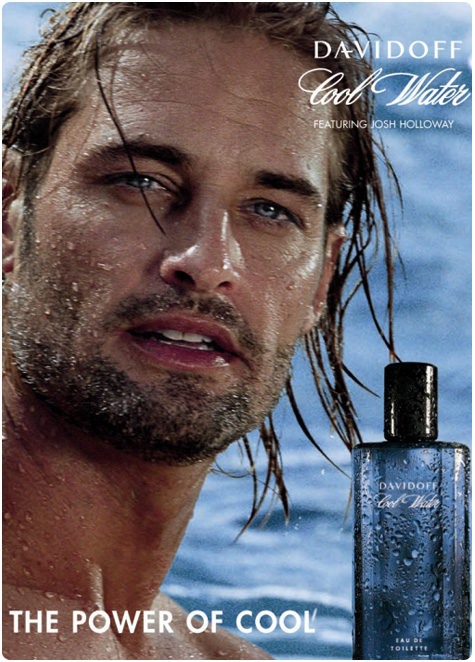 DAVIDOFF
Cool Water
FEATURING JOSH HOLLOWAY
DAVIDOFF
Cool Water
EAU DE
TOILETTE
THE POWER OF COOL